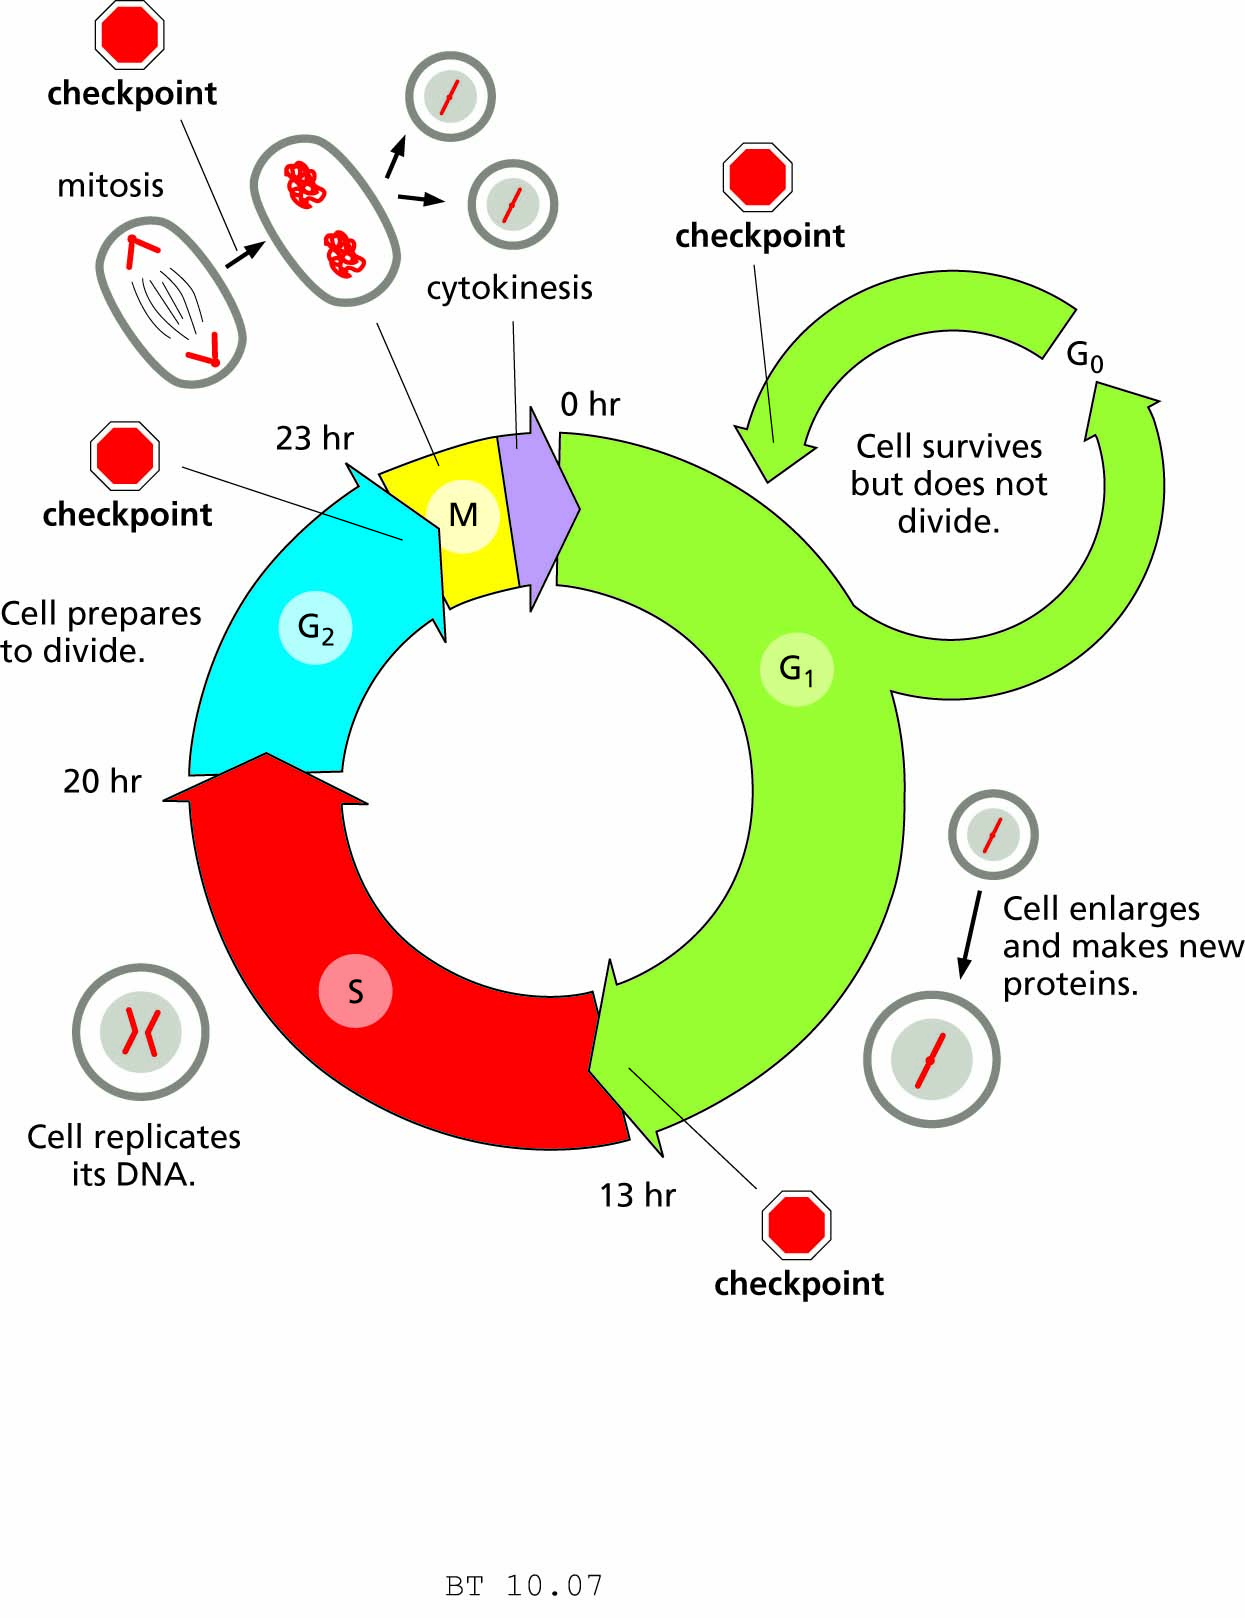 checkpoint
mitosis
cytokinesis
checkpoint
G0
Cell survives
but does not
divide.
0 hr
23 hr
checkpoint
M
G2
Cell prepares
to divide.
G1
20 hr
Cell enlarges
and makes new
proteins.
S
Cell replicates
its DNA.
13 hr
checkpoint
BT 10.07